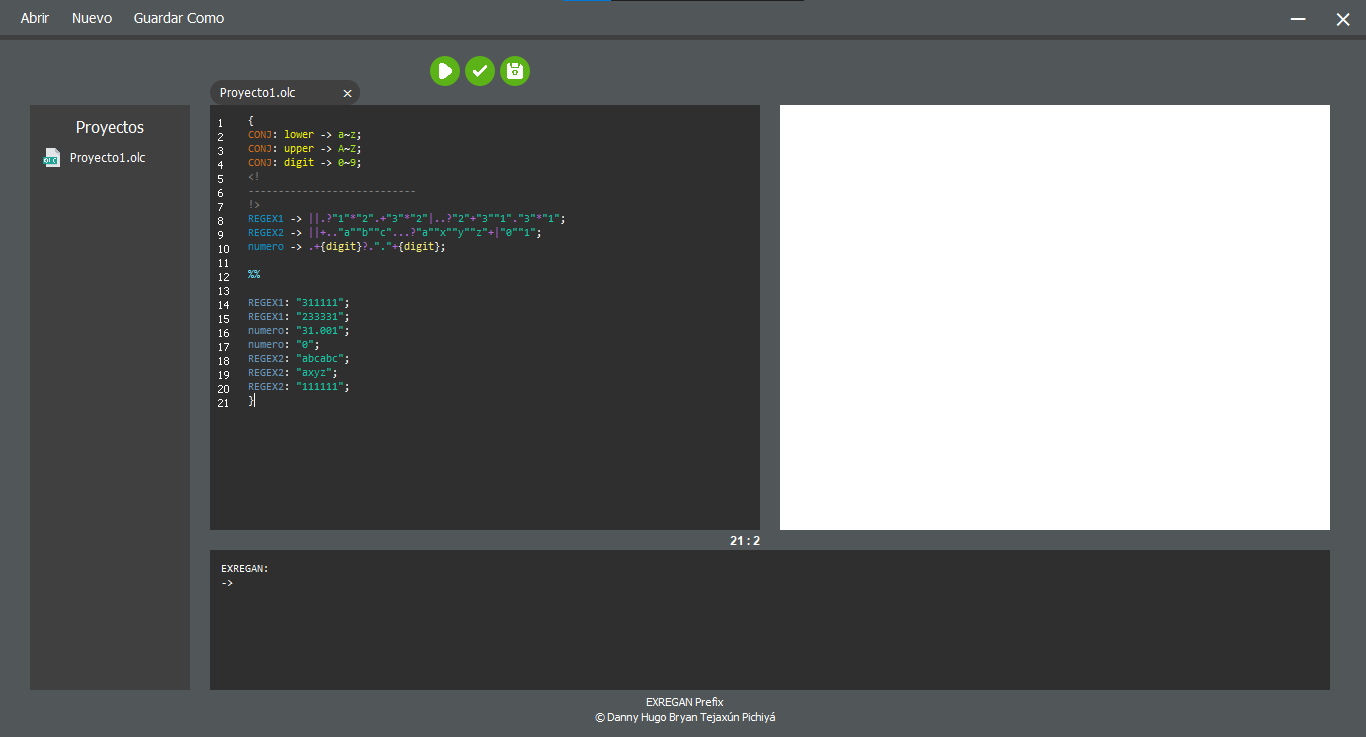 Abrir Nuevo Guardar Como
Proyecto1.olc
Proyectos
Proyecto1.olc
1 {
2 CONJ: lower -> a~z;
3 CONJ: upper -> A~Z;
4 CONJ: digit -> 0~9;
5 <!
6 ----------------------------
7 !>
8 REGEX1 -> ||.?"1"*"2".+"3"*"2"|..?"2"+"3""1"."3"*"1";
9 REGEX2 -> ||+.."a""b""c"...?"a""x""y""z"+|"0""1";
10 numero -> .+{digit}?."."+{digit};
11
12 %%
13
14 REGEX1: "311111";
15 REGEX1: "233331";
16 numero: "31.001";
17 numero: "0";
18 REGEX2: "abcabc";
19 REGEX2: "axyz";
20 REGEX2: "111111";
21 }
21 : 2
EXREGAN:
->
EXREGAN Prefix
© Danny Hugo Bryan Tejaxún Pichiyá